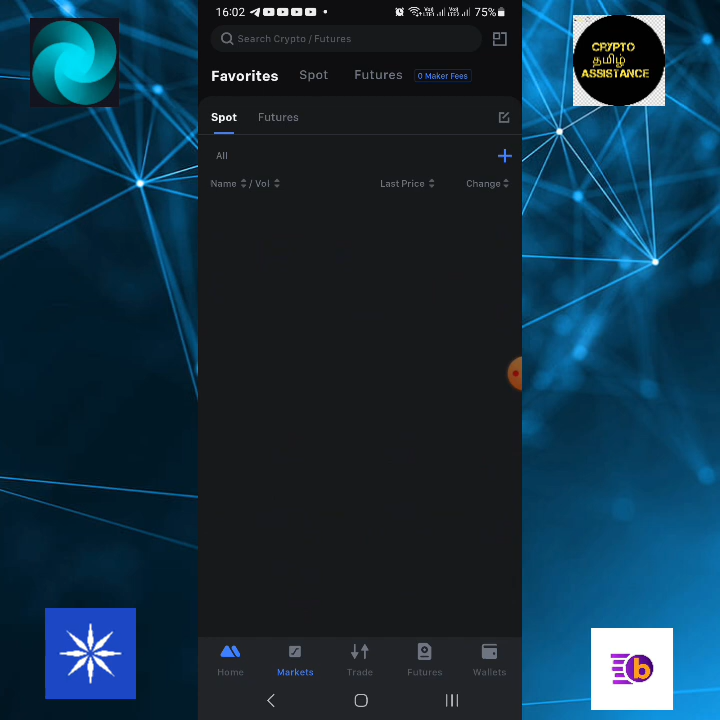 16:02
75%
Search Crypto / Futures
Favorites Spot Futures 0 Maker Fees
Spot Futures
All
Name / Vol Last Price Change
Home Markets Trade Futures Wallets
CRYPTO
தமிழ்
ASSISTANCE
b